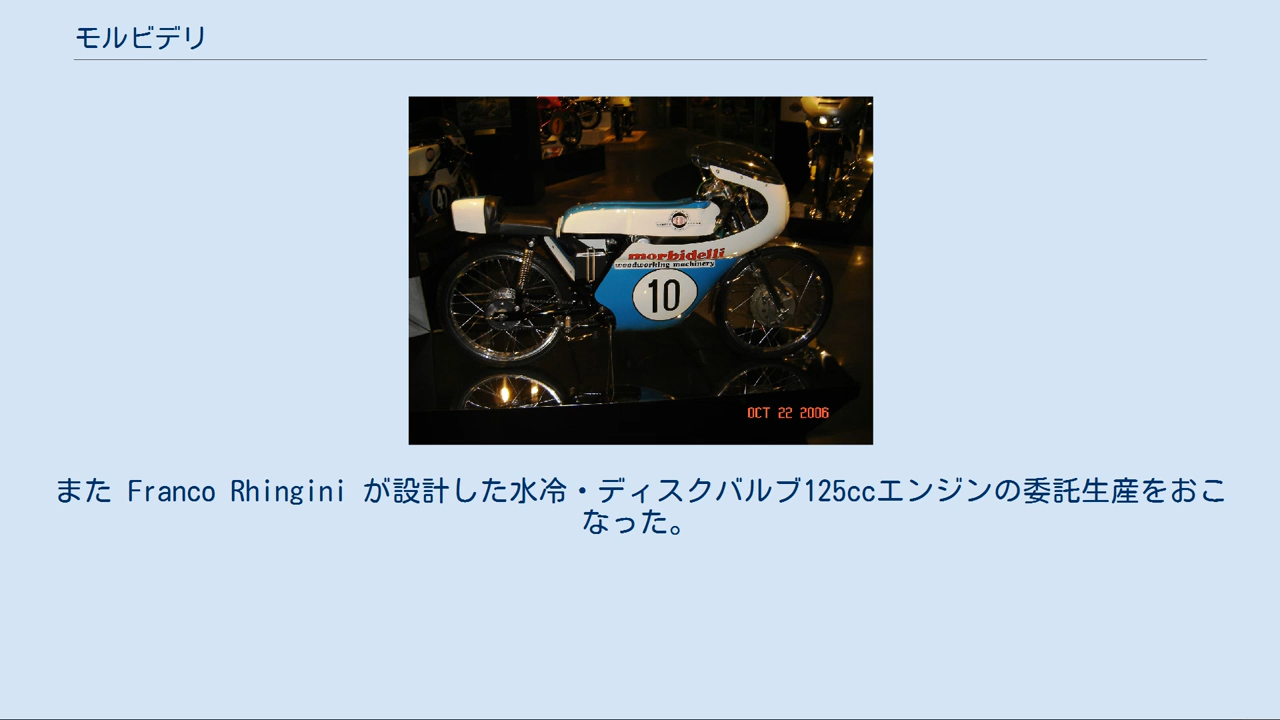 モルビデリ
morbidelli
woodworking machinery
10
OCT 22 2006
また Franco Rhingini が設計した水冷・ディスクバルブ125ccエンジンの委託生産をおこ
なった。